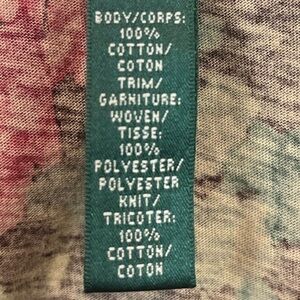 BODY/CORPS:
100%
COTTON/
COTON
TRIM/
GARNITURE:
WOVEN/
TISSE:
100%
POLYESTER/
POLYESTER
KNIT/
TRICOTER:
100%
COTTON/
COTON